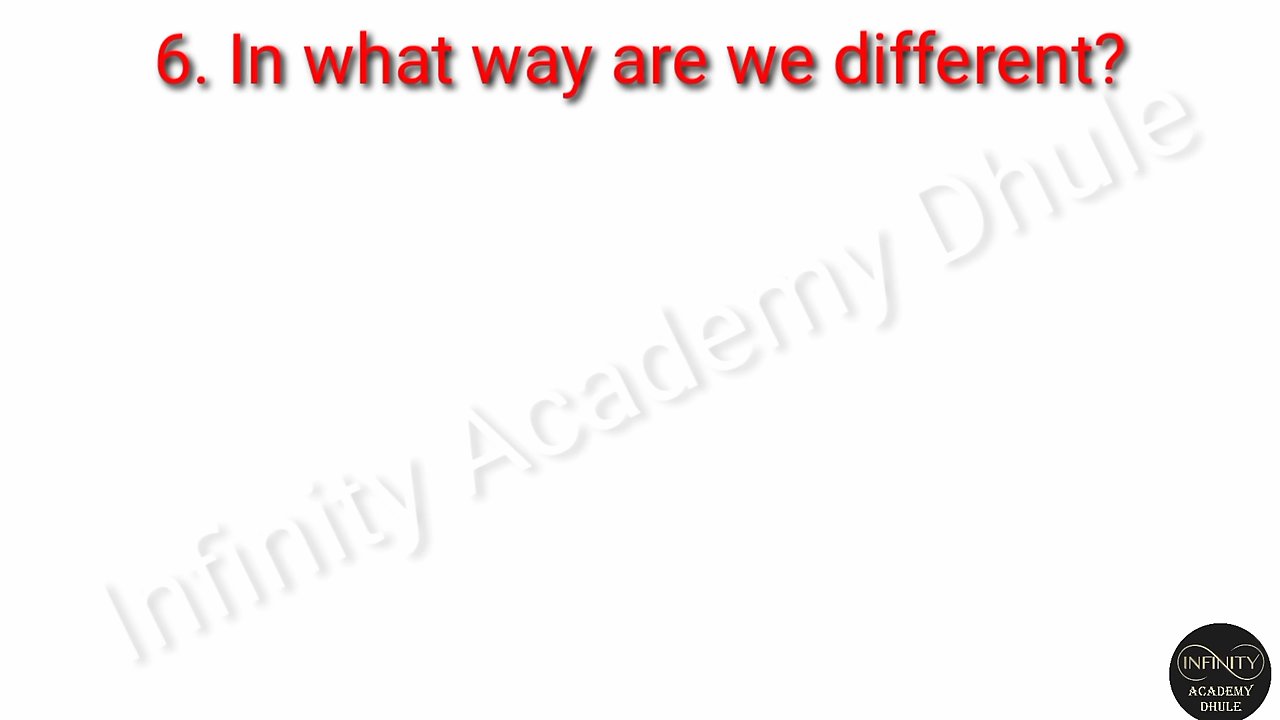 6. In what way are we different?
Infinity Academy Dhule
INFINITY
ACADEMY
DHULE